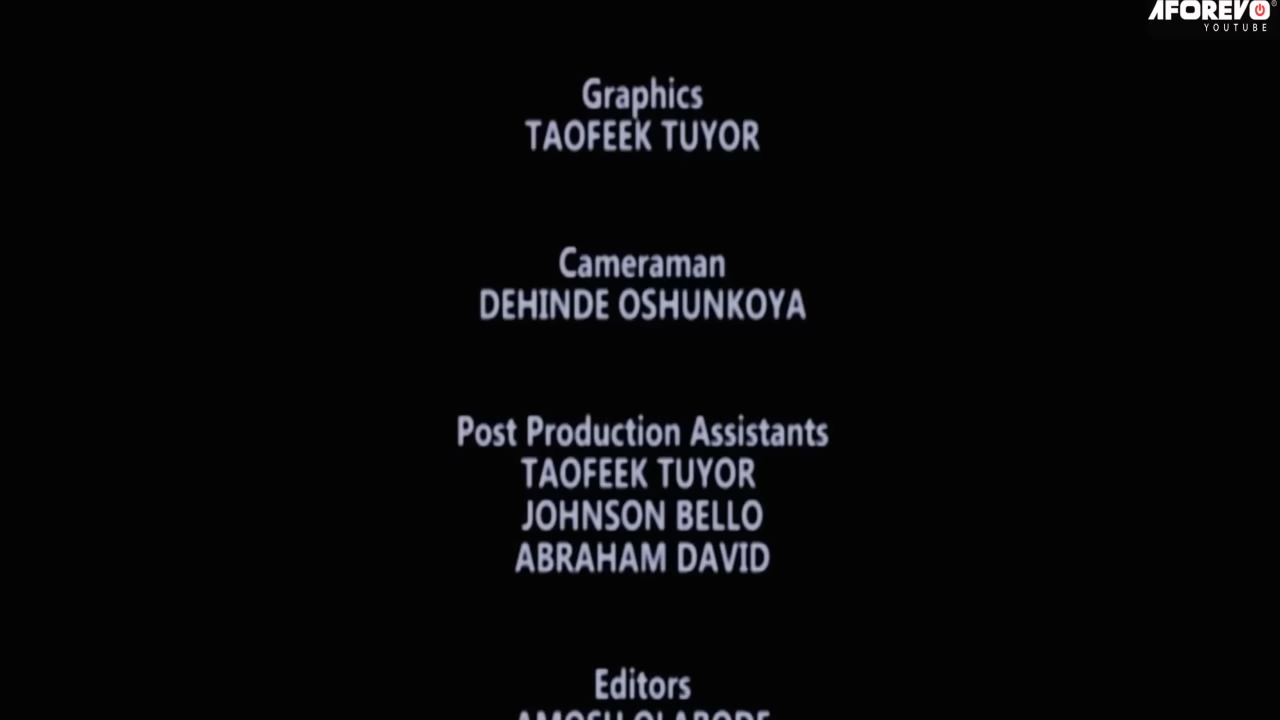 AFOREVO
YOUTUBE
Graphics
TAOFEEK TUYOR
Cameraman
DEHINDE OSHUNKOYA
Post Production Assistants
TAOFEEK TUYOR
JOHNSON BELLO
ABRAHAM DAVID
Editors